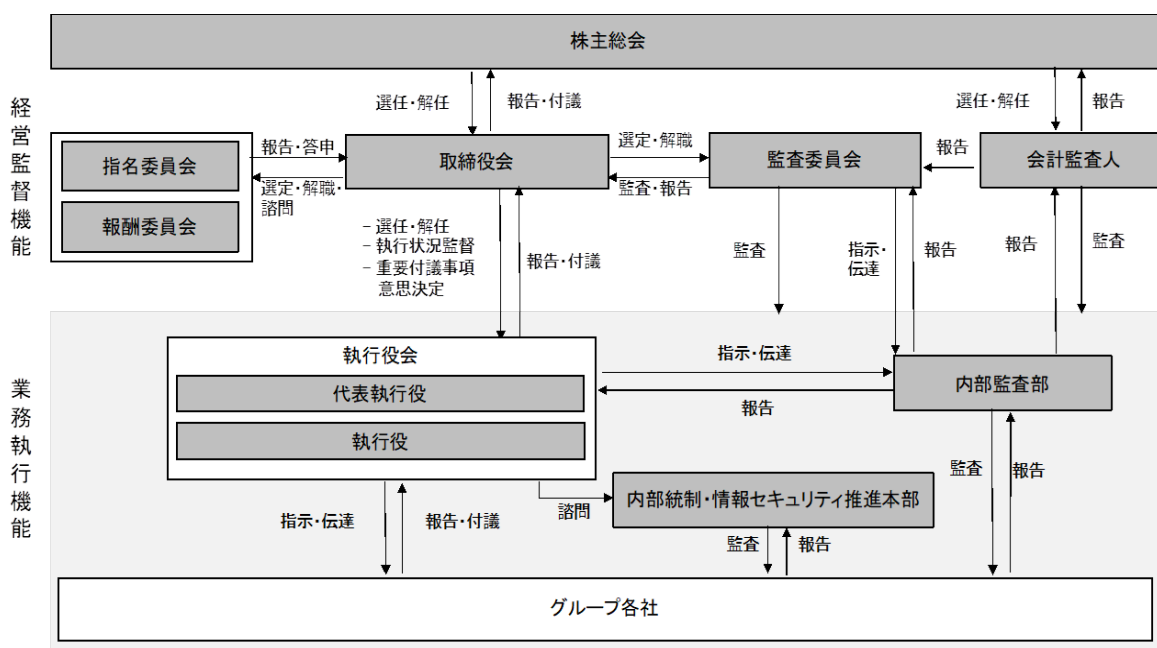 株主総会
経営監督機能
選任・解任
報告・付議
選任・解任
報告
指名委員会
報酬委員会
報告・答申
選定・解職・
諮問
取締役会
選定・解職
監査・報告
監査委員会
報告
会計監査人
－選任・解任
－執行状況監督
－重要付議事項
意思決定
報告・付議
監査
指示・
伝達
報告
報告
監査
業務執行機能
執行役会
代表執行役
執行役
指示・伝達
報告
内部監査部
諮問
内部統制・情報セキュリティ推進本部
指示・伝達
報告・付議
監査
報告
監査
報告
グループ各社